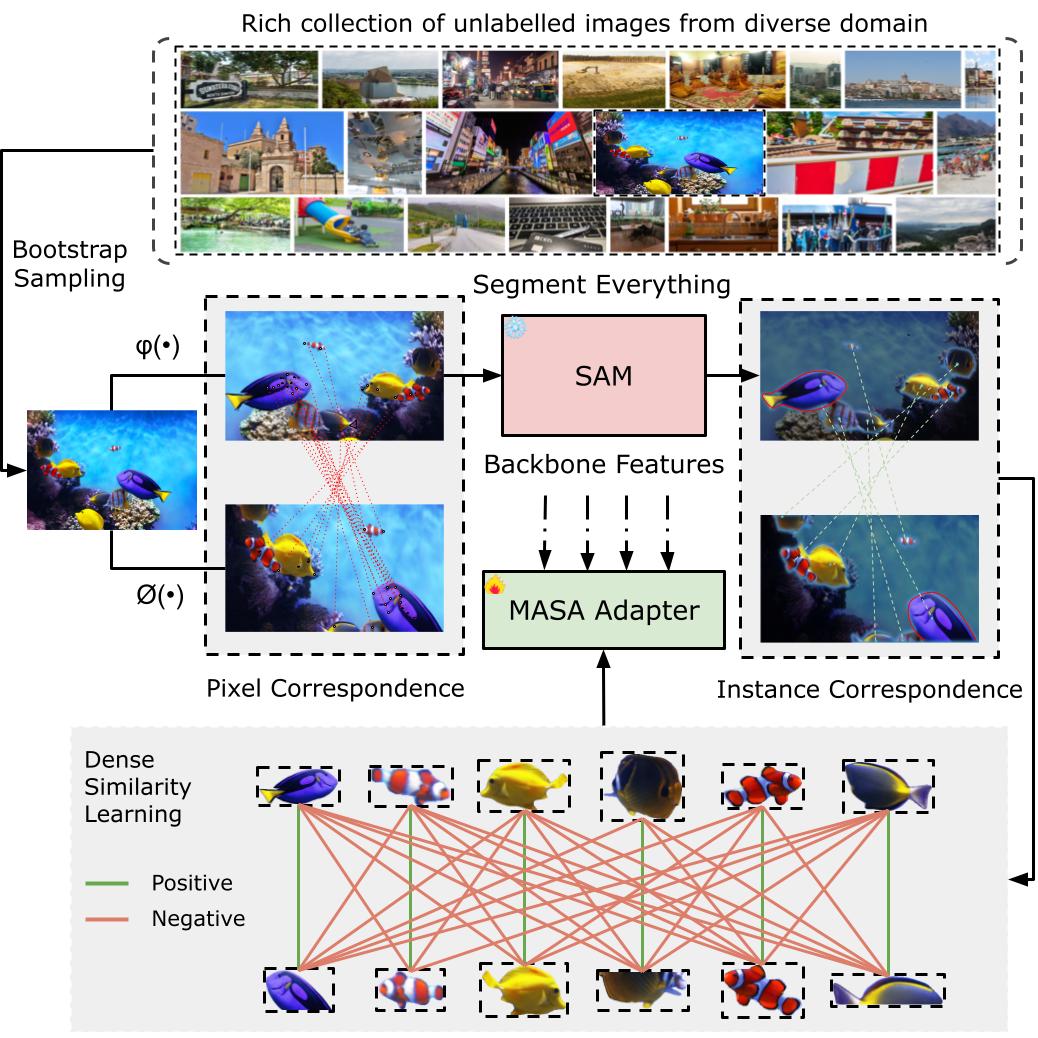 Rich collection of unlabelled images from diverse domain
Bootstrap
Sampling
Segment Everything
φ(•)
SAM
Backbone Features
Ø(•)
MASA Adapter
Pixel Correspondence
Instance Correspondence
Dense
Similarity
Learning
Positive
Negative